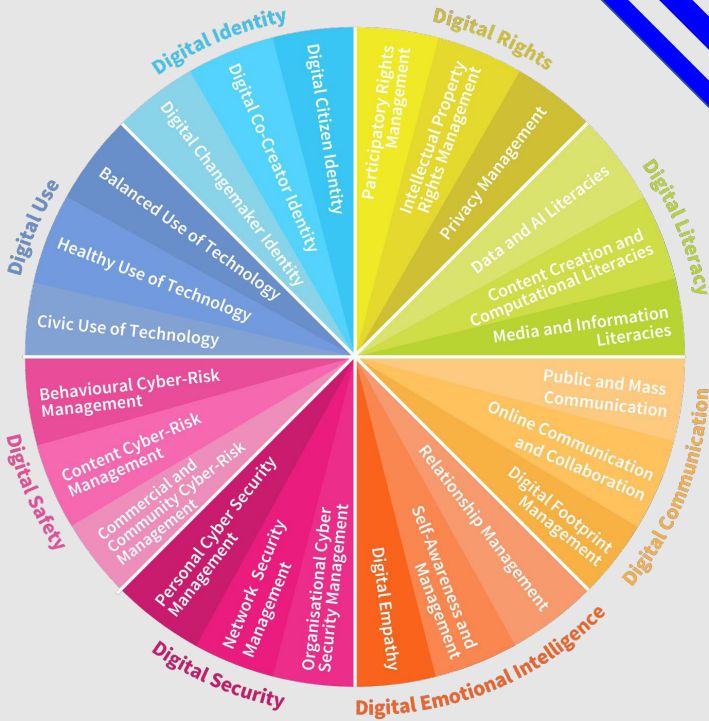 Digital Identity
Digital Citizen Identity
Digital Co-Creator Identity
Digital Changemaker Identity
Digital Rights
Participatory Rights
Management
Intellectual Property
Rights Management
Privacy Management
Digital Literacy
Data and AI Literacies
Content Creation and
Computational Literacies
Media and Information
Literacies
Digital Communication
Public and Mass
Communication
Online Communication
and Collaboration
Digital Footprint
Management
Digital Emotional Intelligence
Relationship Management
Self-Awareness and
Management
Digital Empathy
Digital Security
Organisational Cyber
Security Management
Network Security
Management
Personal Cyber Security
Management
Digital Safety
Commercial and
Community Cyber-Risk
Management
Content Cyber-Risk
Management
Behavioural Cyber-Risk
Management
Digital Use
Civic Use of Technology
Healthy Use of Technology
Balanced Use of Technology